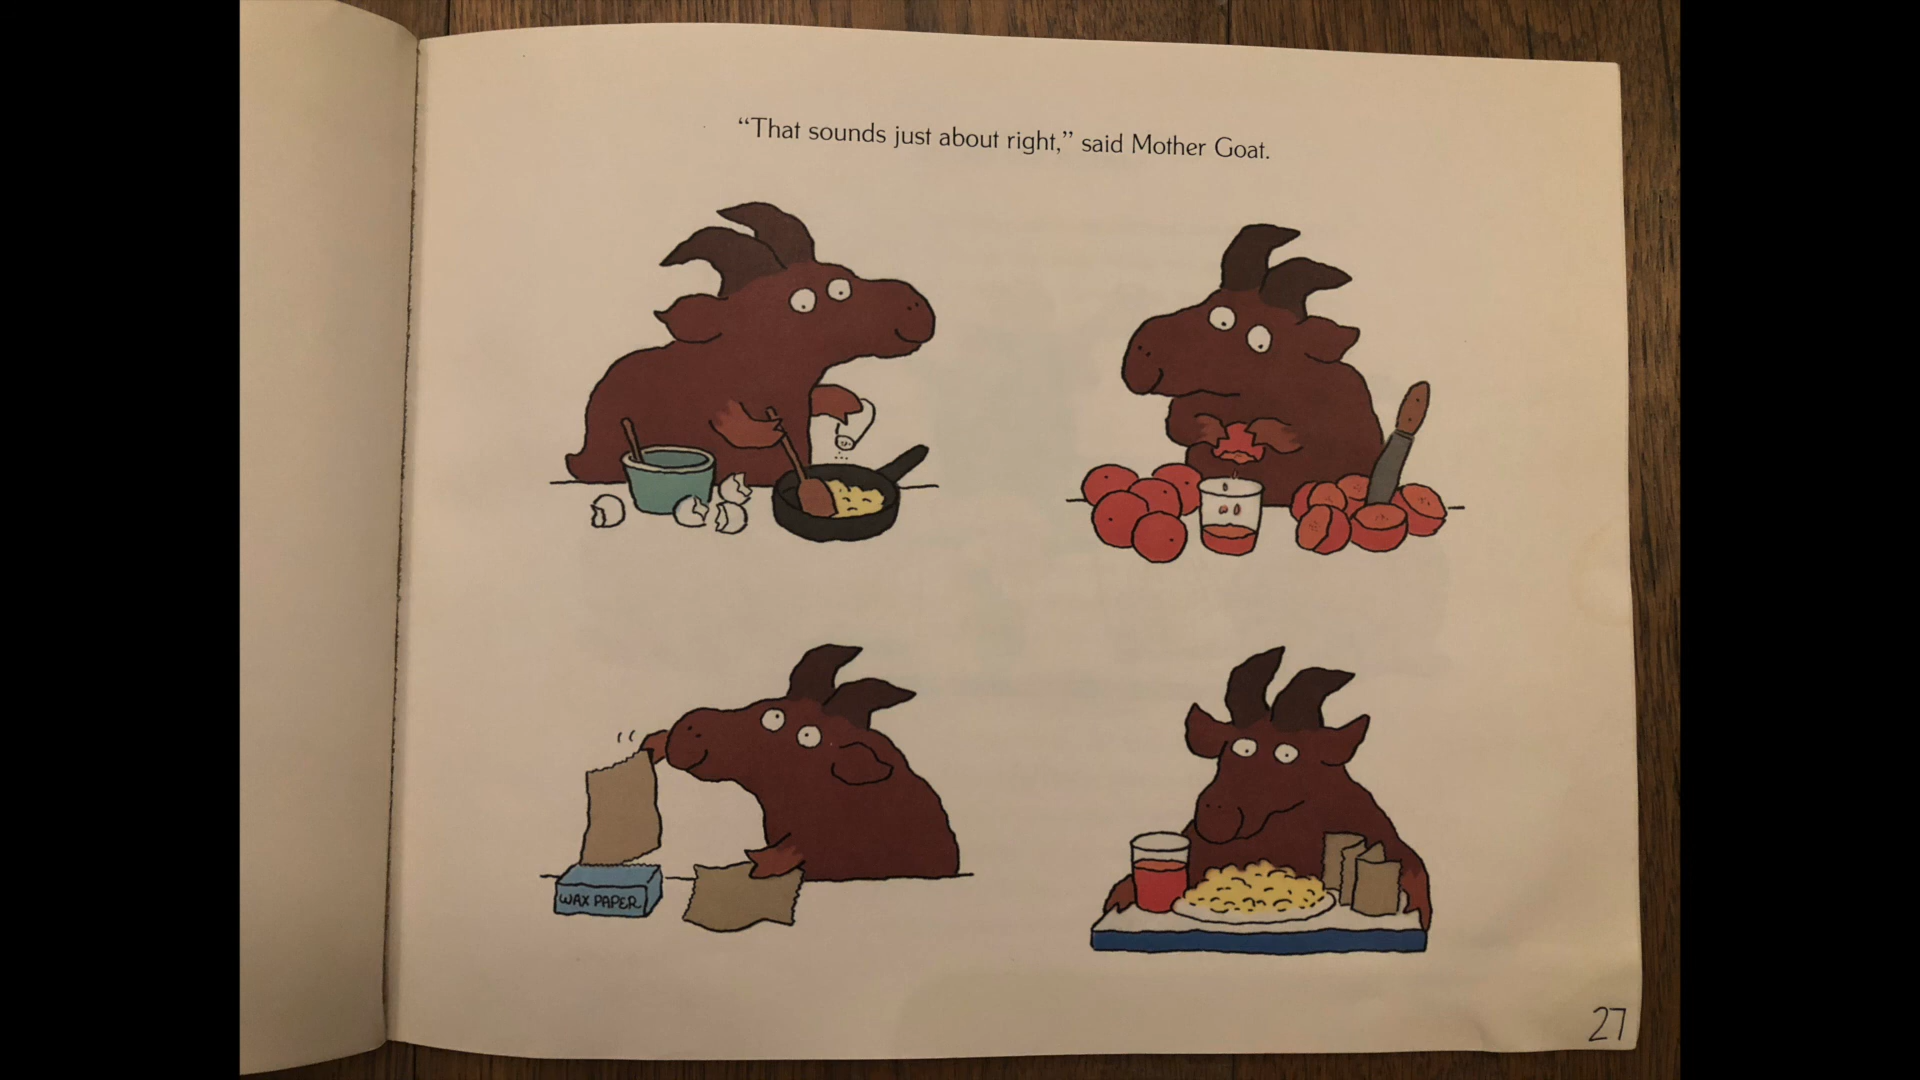 “That sounds just about right,” said Mother Goat.
WAX PAPER
27